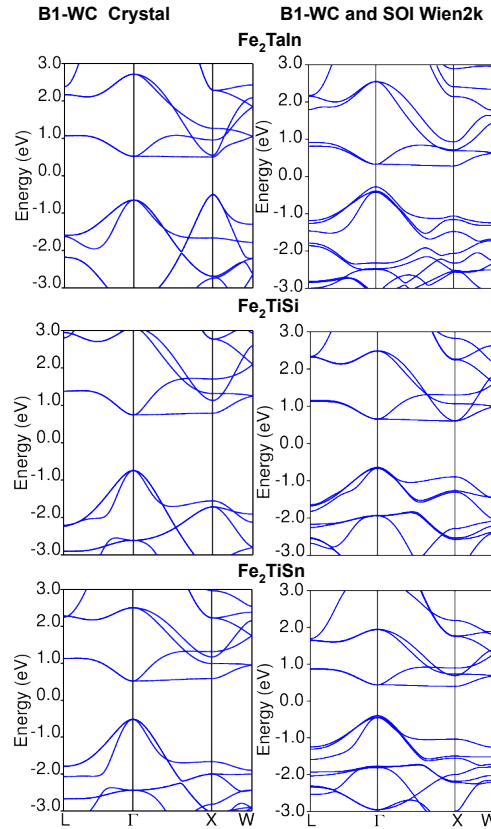 B1-WC Crystal B1-WC and SOI Wien2k
Fe2TaIn
3.0 3.0
2.0 2.0
1.0 1.0
0.0 0.0
-1.0 -1.0
-2.0 -2.0
-3.0 -3.0
Energy (eV) Energy (eV)
Fe2TiSi
3.0 3.0
2.0 2.0
1.0 1.0
0.0 0.0
-1.0 -1.0
-2.0 -2.0
-3.0 -3.0
Energy (eV) Energy (eV)
Fe2TiSn
3.0 3.0
2.0 2.0
1.0 1.0
0.0 0.0
-1.0 -1.0
-2.0 -2.0
-3.0 -3.0
Energy (eV) Energy (eV)
L Γ X W L Γ X W